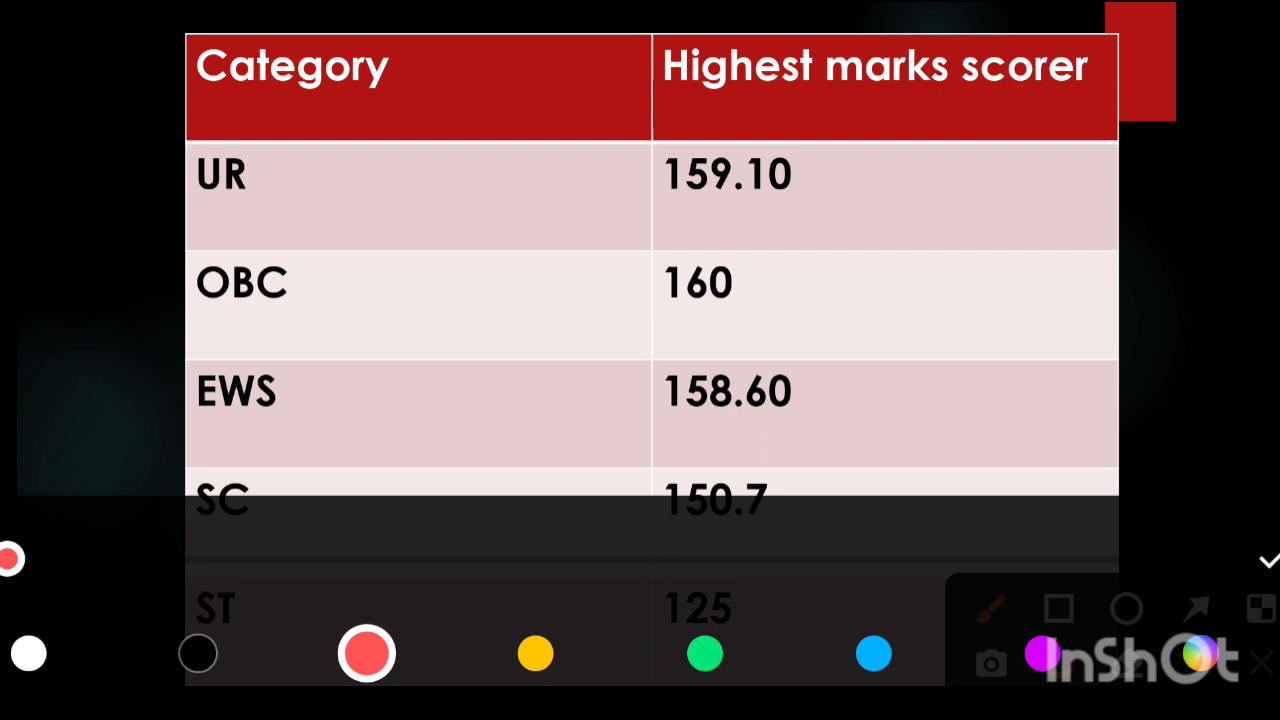 Category Highest marks scorer
UR 159.10
OBC 160
EWS 158.60
SC 150.7
ST 125
InShOt